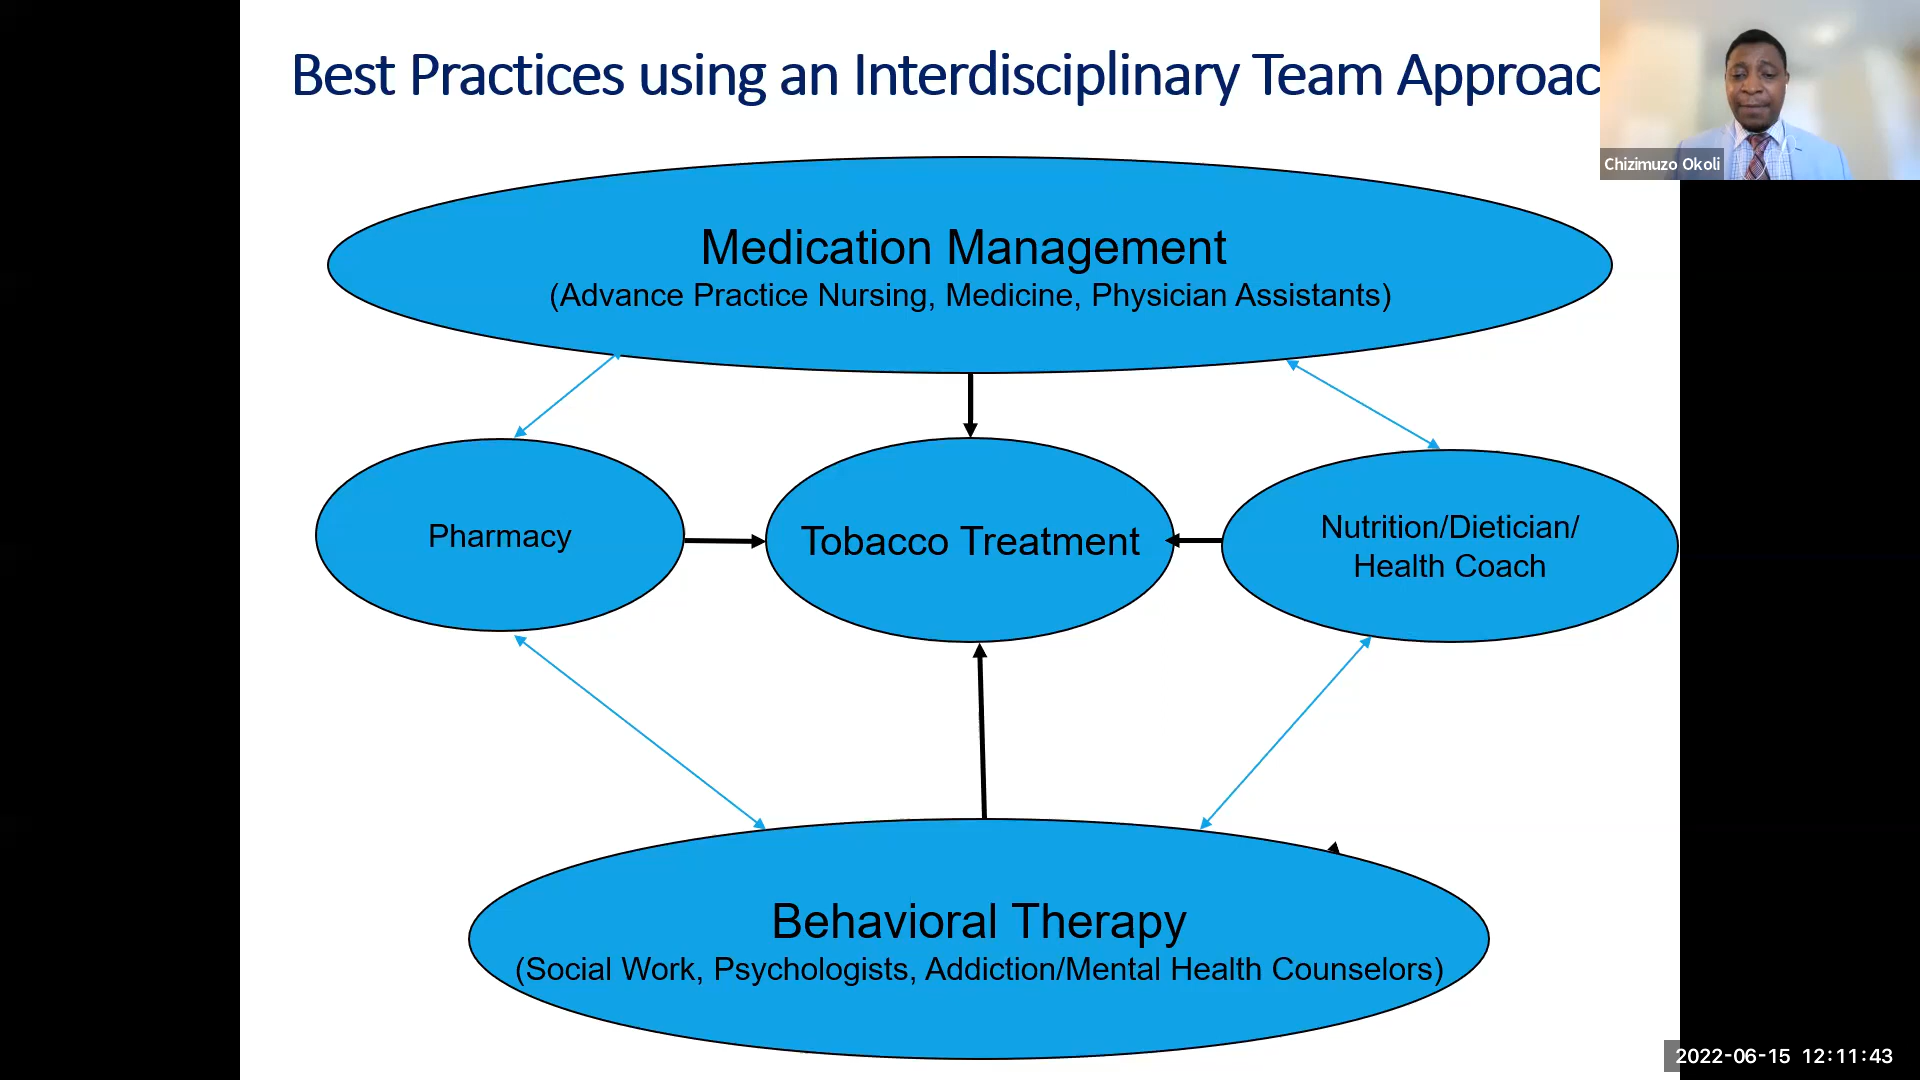 Best Practices using an Interdisciplinary Team Approac
Chizimuzo Okoli
Medication Management
(Advance Practice Nursing, Medicine, Physician Assistants)
Pharmacy
Tobacco Treatment
Nutrition/Dietician/
Health Coach
Behavioral Therapy
(Social Work, Psychologists, Addiction/Mental Health Counselors)
2022-06-15 12:11:43